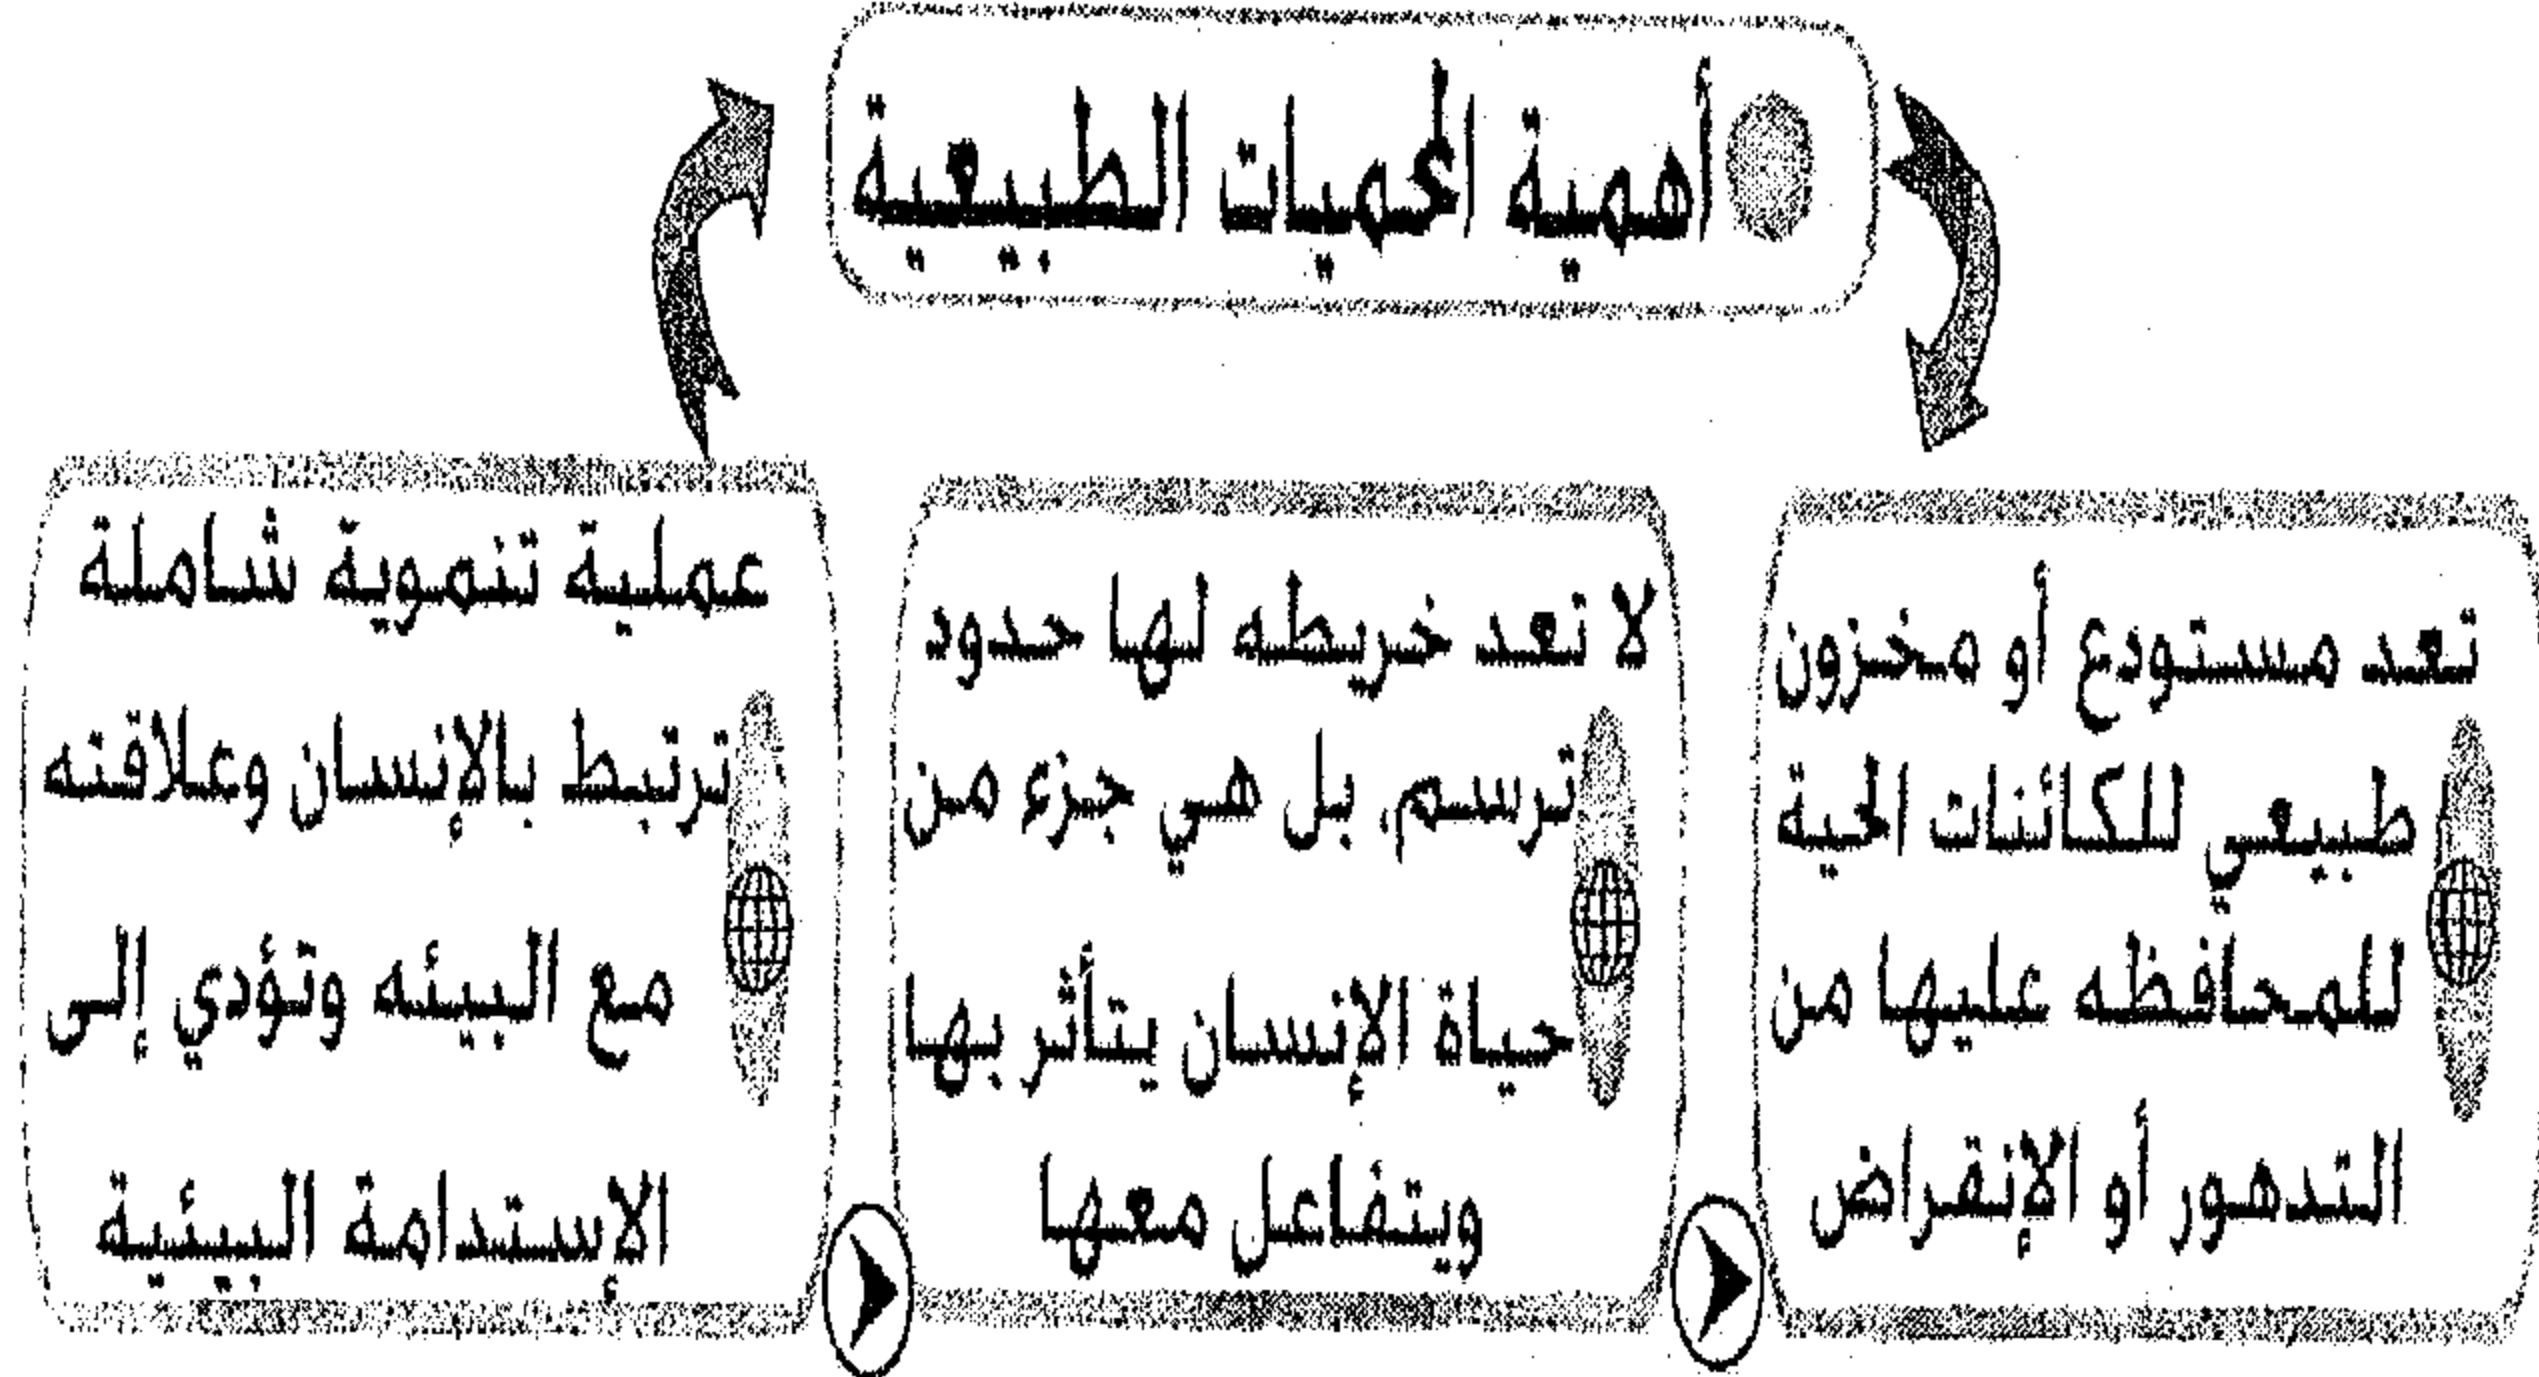 أهمية المحميات الطبيعية
تعد مستودع أو مخزون
طبيعي للكائنات الحية
للمحافظه عليها من
التدهور أو الإنقراض
لا تعد خريطه لها حدود
ترسم، بل هي جزء من
حياة الإنسان يتأثر بها
ويتفاعل معها
عملية تنموية شاملة
ترتبط بالإنسان وعلاقته
مع البيئه وتؤدي إلى
الإستدامة البيئية